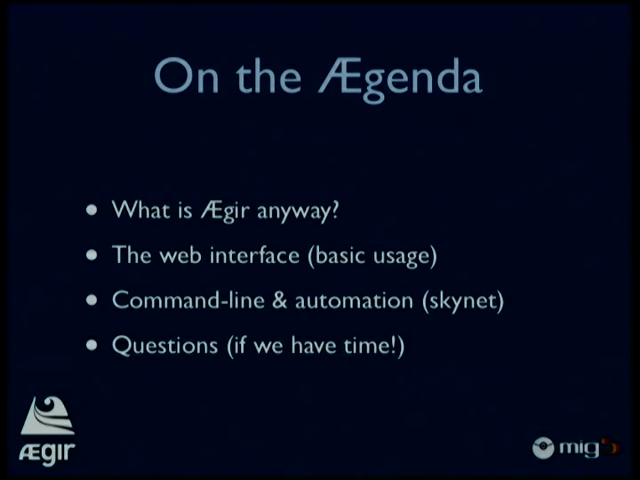 On the Ægenda
• What is Ægir anyway?
• The web interface (basic usage)
• Command-line & automation (skynet)
• Questions (if we have time!)
ÆGIR
mig5